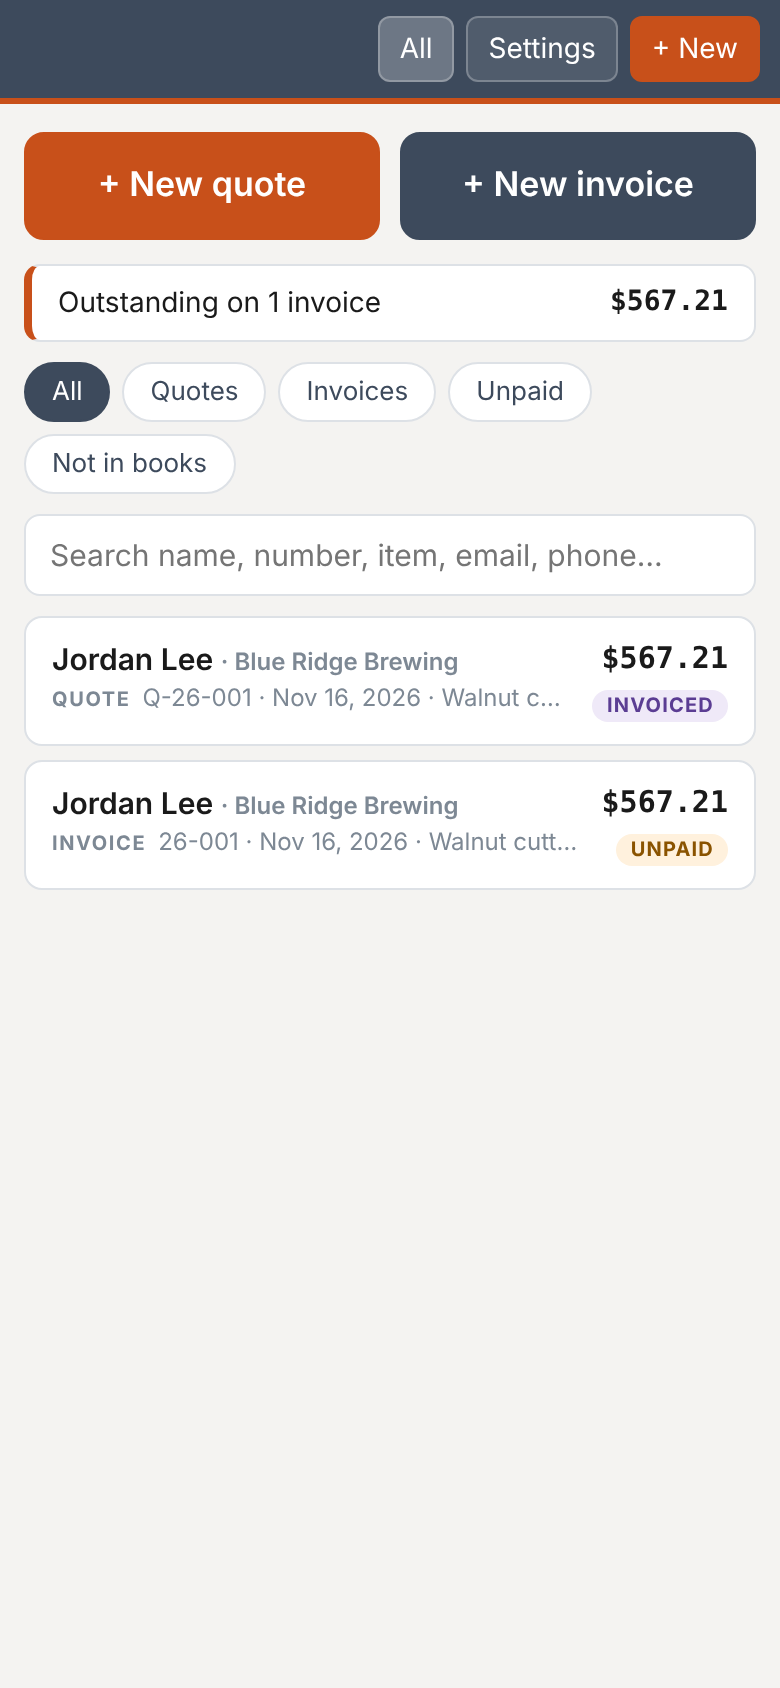 All Settings + New
+ New quote + New invoice
Outstanding on 1 invoice $567.21
All Quotes Invoices Unpaid
Not in books
Search name, number, item, email, phone...
Jordan Lee · Blue Ridge Brewing $567.21
QUOTE Q-26-001 · Nov 16, 2026 · Walnut c... INVOICED
Jordan Lee · Blue Ridge Brewing $567.21
INVOICE 26-001 · Nov 16, 2026 · Walnut cutt... UNPAID